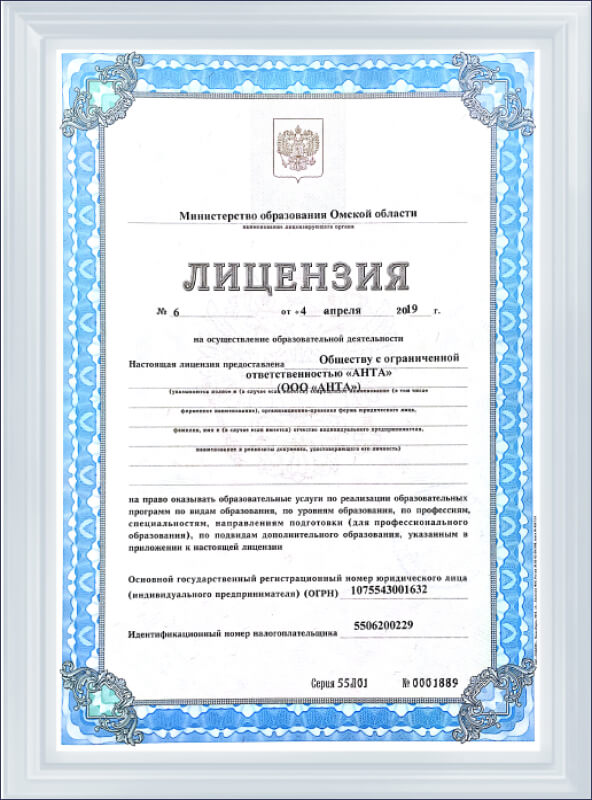 Министерство образования Омской области
наименование лицензирующего органа
ЛИЦЕНЗИЯ
№ 6 от «4 апреля 2019 г.
на осуществление образовательной деятельности
Настоящая лицензия предоставлена Обществу с ограниченной
ответственностью «АНТА»
(ООО «АНТА»)
(указываются полное и (в случае если имеется) сокращенное наименование (в том числе
фирменное наименование), организационно-правовая форма юридического лица,
фамилия, имя и (в случае если имеется) отчество индивидуального предпринимателя,
наименование и реквизиты документа, удостоверяющего его личность)
на право оказывать образовательные услуги по реализации образовательных
программ по видам образования, по уровням образования, по профессиям,
специальностям, направлениям подготовки (для профессионального
образования), по подвидам дополнительного образования, указанным в
приложении к настоящей лицензии
Основной государственный регистрационный номер юридического лица
(индивидуального предпринимателя) (ОГРН) 1075543001632
Идентификационный номер налогоплательщика 5506200229
Серия 55Л01 № 0001889